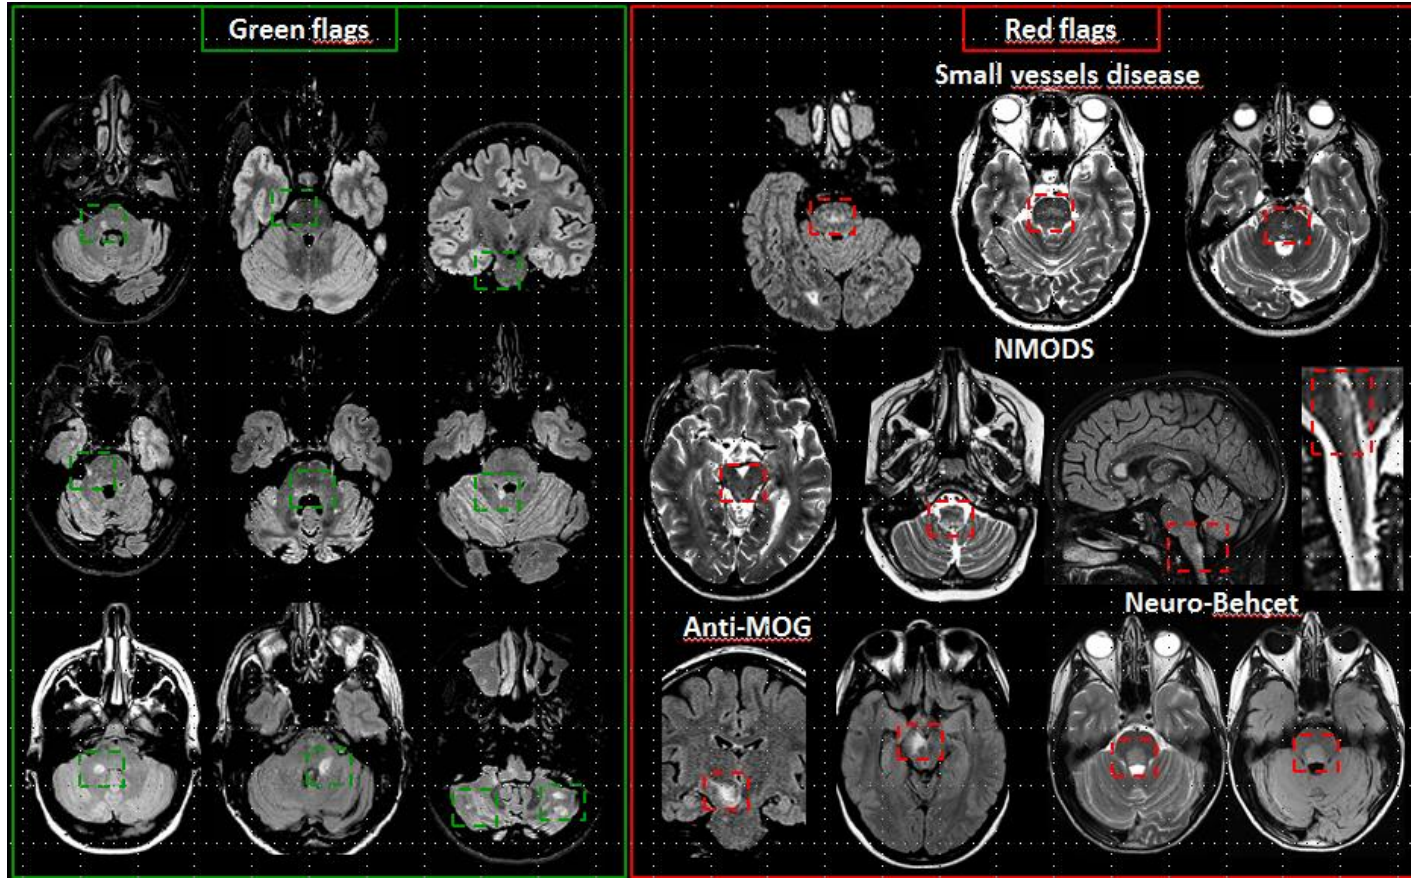 Green flags
Red flags
Small vessels disease
NMODS
Anti-MOG
Neuro-Behçet